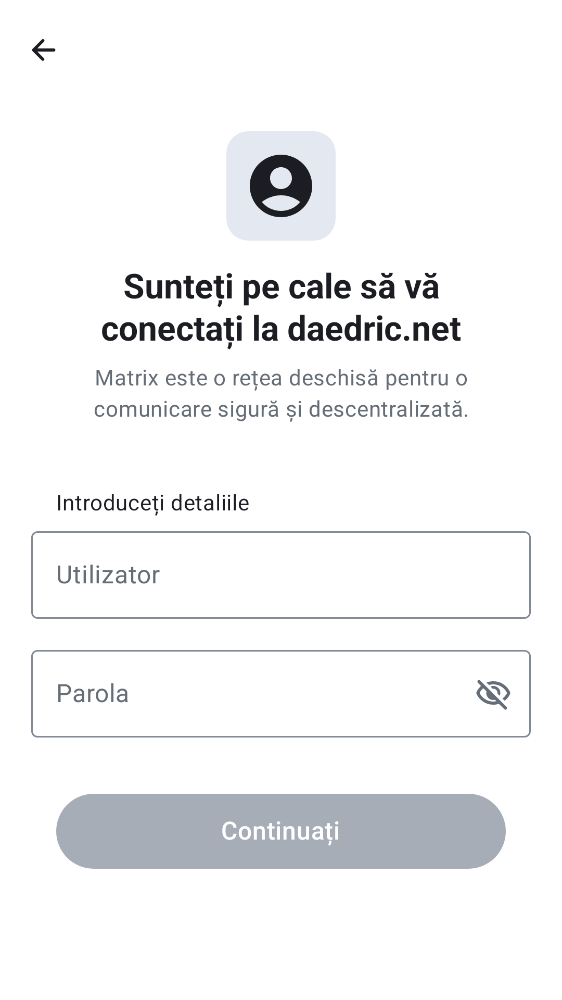 Sunteți pe cale să vă
conectați la daedric.net
Matrix este o rețea deschisă pentru o
comunicare sigură și descentralizată.
Introduceți detaliile
Utilizator
Parola
Continuați